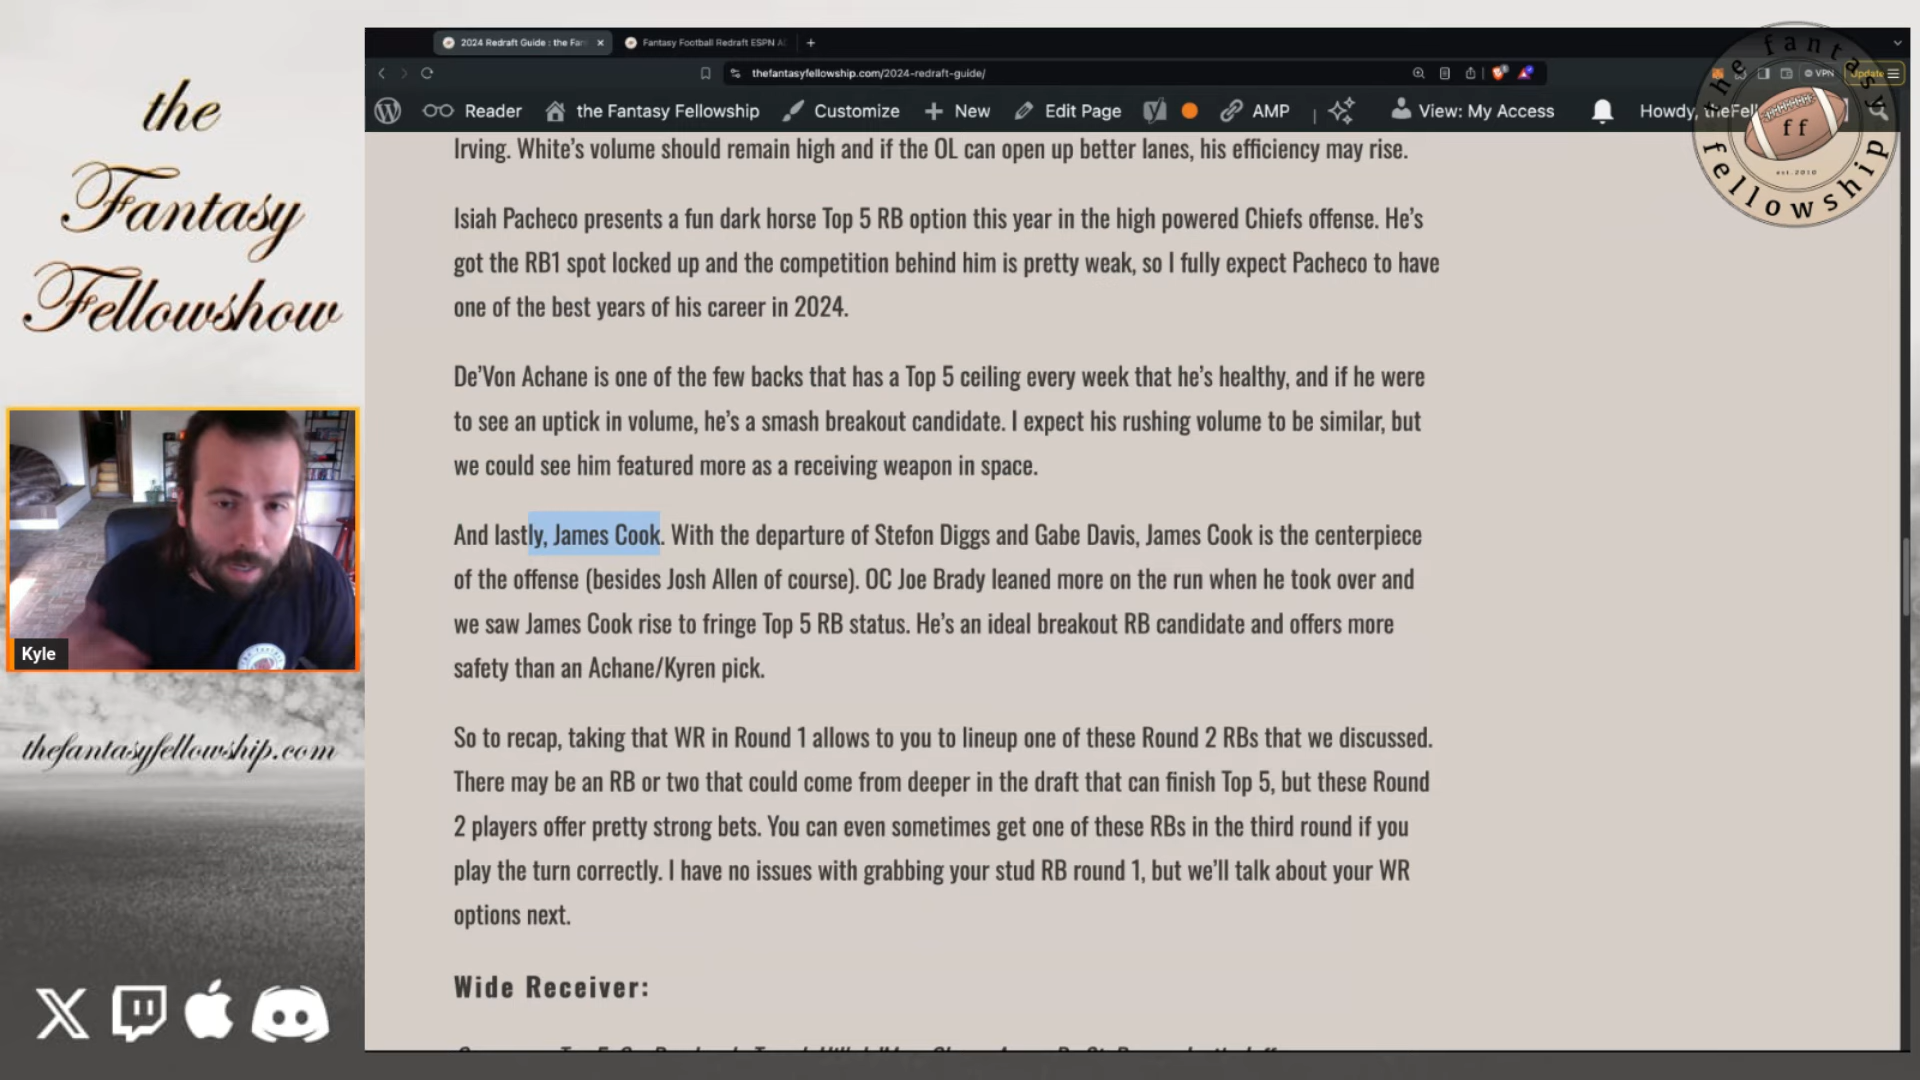 the
Fantasy
Fellowshow
Kyle
thefantasyfellowship.com
2024 Redraft Guide : the Fan
Fantasy Football Redraft ESPN A
thefantasyfellowship.com/2024-redraft-guide/
VPN
Update
Reader
the Fantasy Fellowship
Customize
New
Edit Page
AMP
View: My Access
Howdy, theFel
the fantasy fellowship
ff
est. 2010
Irving. White’s volume should remain high and if the OL can open up better lanes, his efficiency may rise.
Isiah Pacheco presents a fun dark horse Top 5 RB option this year in the high powered Chiefs offense. He’s
got the RB1 spot locked up and the competition behind him is pretty weak, so I fully expect Pacheco to have
one of the best years of his career in 2024.
De’Von Achane is one of the few backs that has a Top 5 ceiling every week that he’s healthy, and if he were
to see an uptick in volume, he’s a smash breakout candidate. I expect his rushing volume to be similar, but
we could see him featured more as a receiving weapon in space.
And lastly, James Cook. With the departure of Stefon Diggs and Gabe Davis, James Cook is the centerpiece
of the offense (besides Josh Allen of course). OC Joe Brady leaned more on the run when he took over and
we saw James Cook rise to fringe Top 5 RB status. He’s an ideal breakout RB candidate and offers more
safety than an Achane/Kyren pick.
So to recap, taking that WR in Round 1 allows to you to lineup one of these Round 2 RBs that we discussed.
There may be an RB or two that could come from deeper in the draft that can finish Top 5, but these Round
2 players offer pretty strong bets. You can even sometimes get one of these RBs in the third round if you
play the turn correctly. I have no issues with grabbing your stud RB round 1, but we’ll talk about your WR
options next.
Wide Receiver: